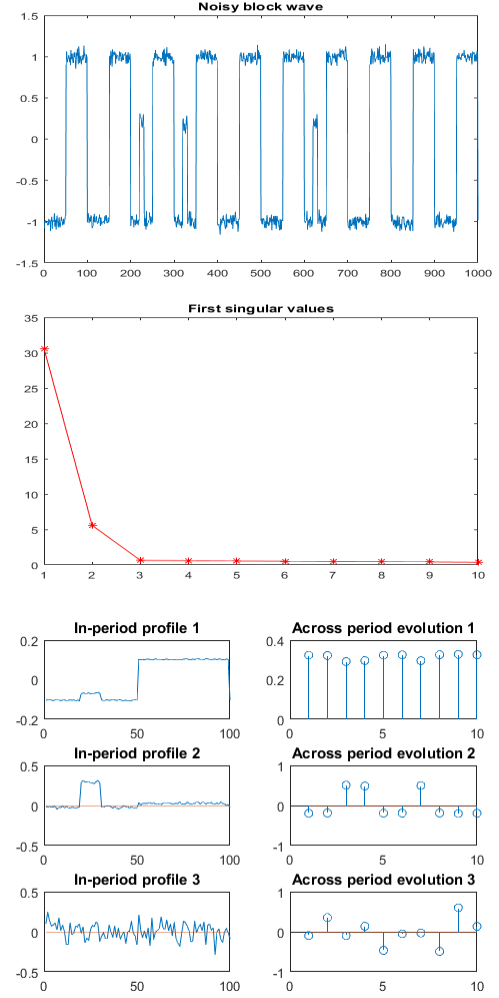 Noisy block wave
1.5
1
0.5
0
-0.5
-1
-1.5
0 100 200 300 400 500 600 700 800 900 1000
First singular values
35
30
25
20
15
10
5
0
1 2 3 4 5 6 7 8 9 10
In-period profile 1
0.2
0
-0.2
0 50 100
Across period evolution 1
0.4
0.2
0
0 5 10
In-period profile 2
0.5
0
-0.5
0 50 100
Across period evolution 2
1
0
-1
0 5 10
In-period profile 3
0.5
0
-0.5
0 50 100
Across period evolution 3
1
0
-1
0 5 10